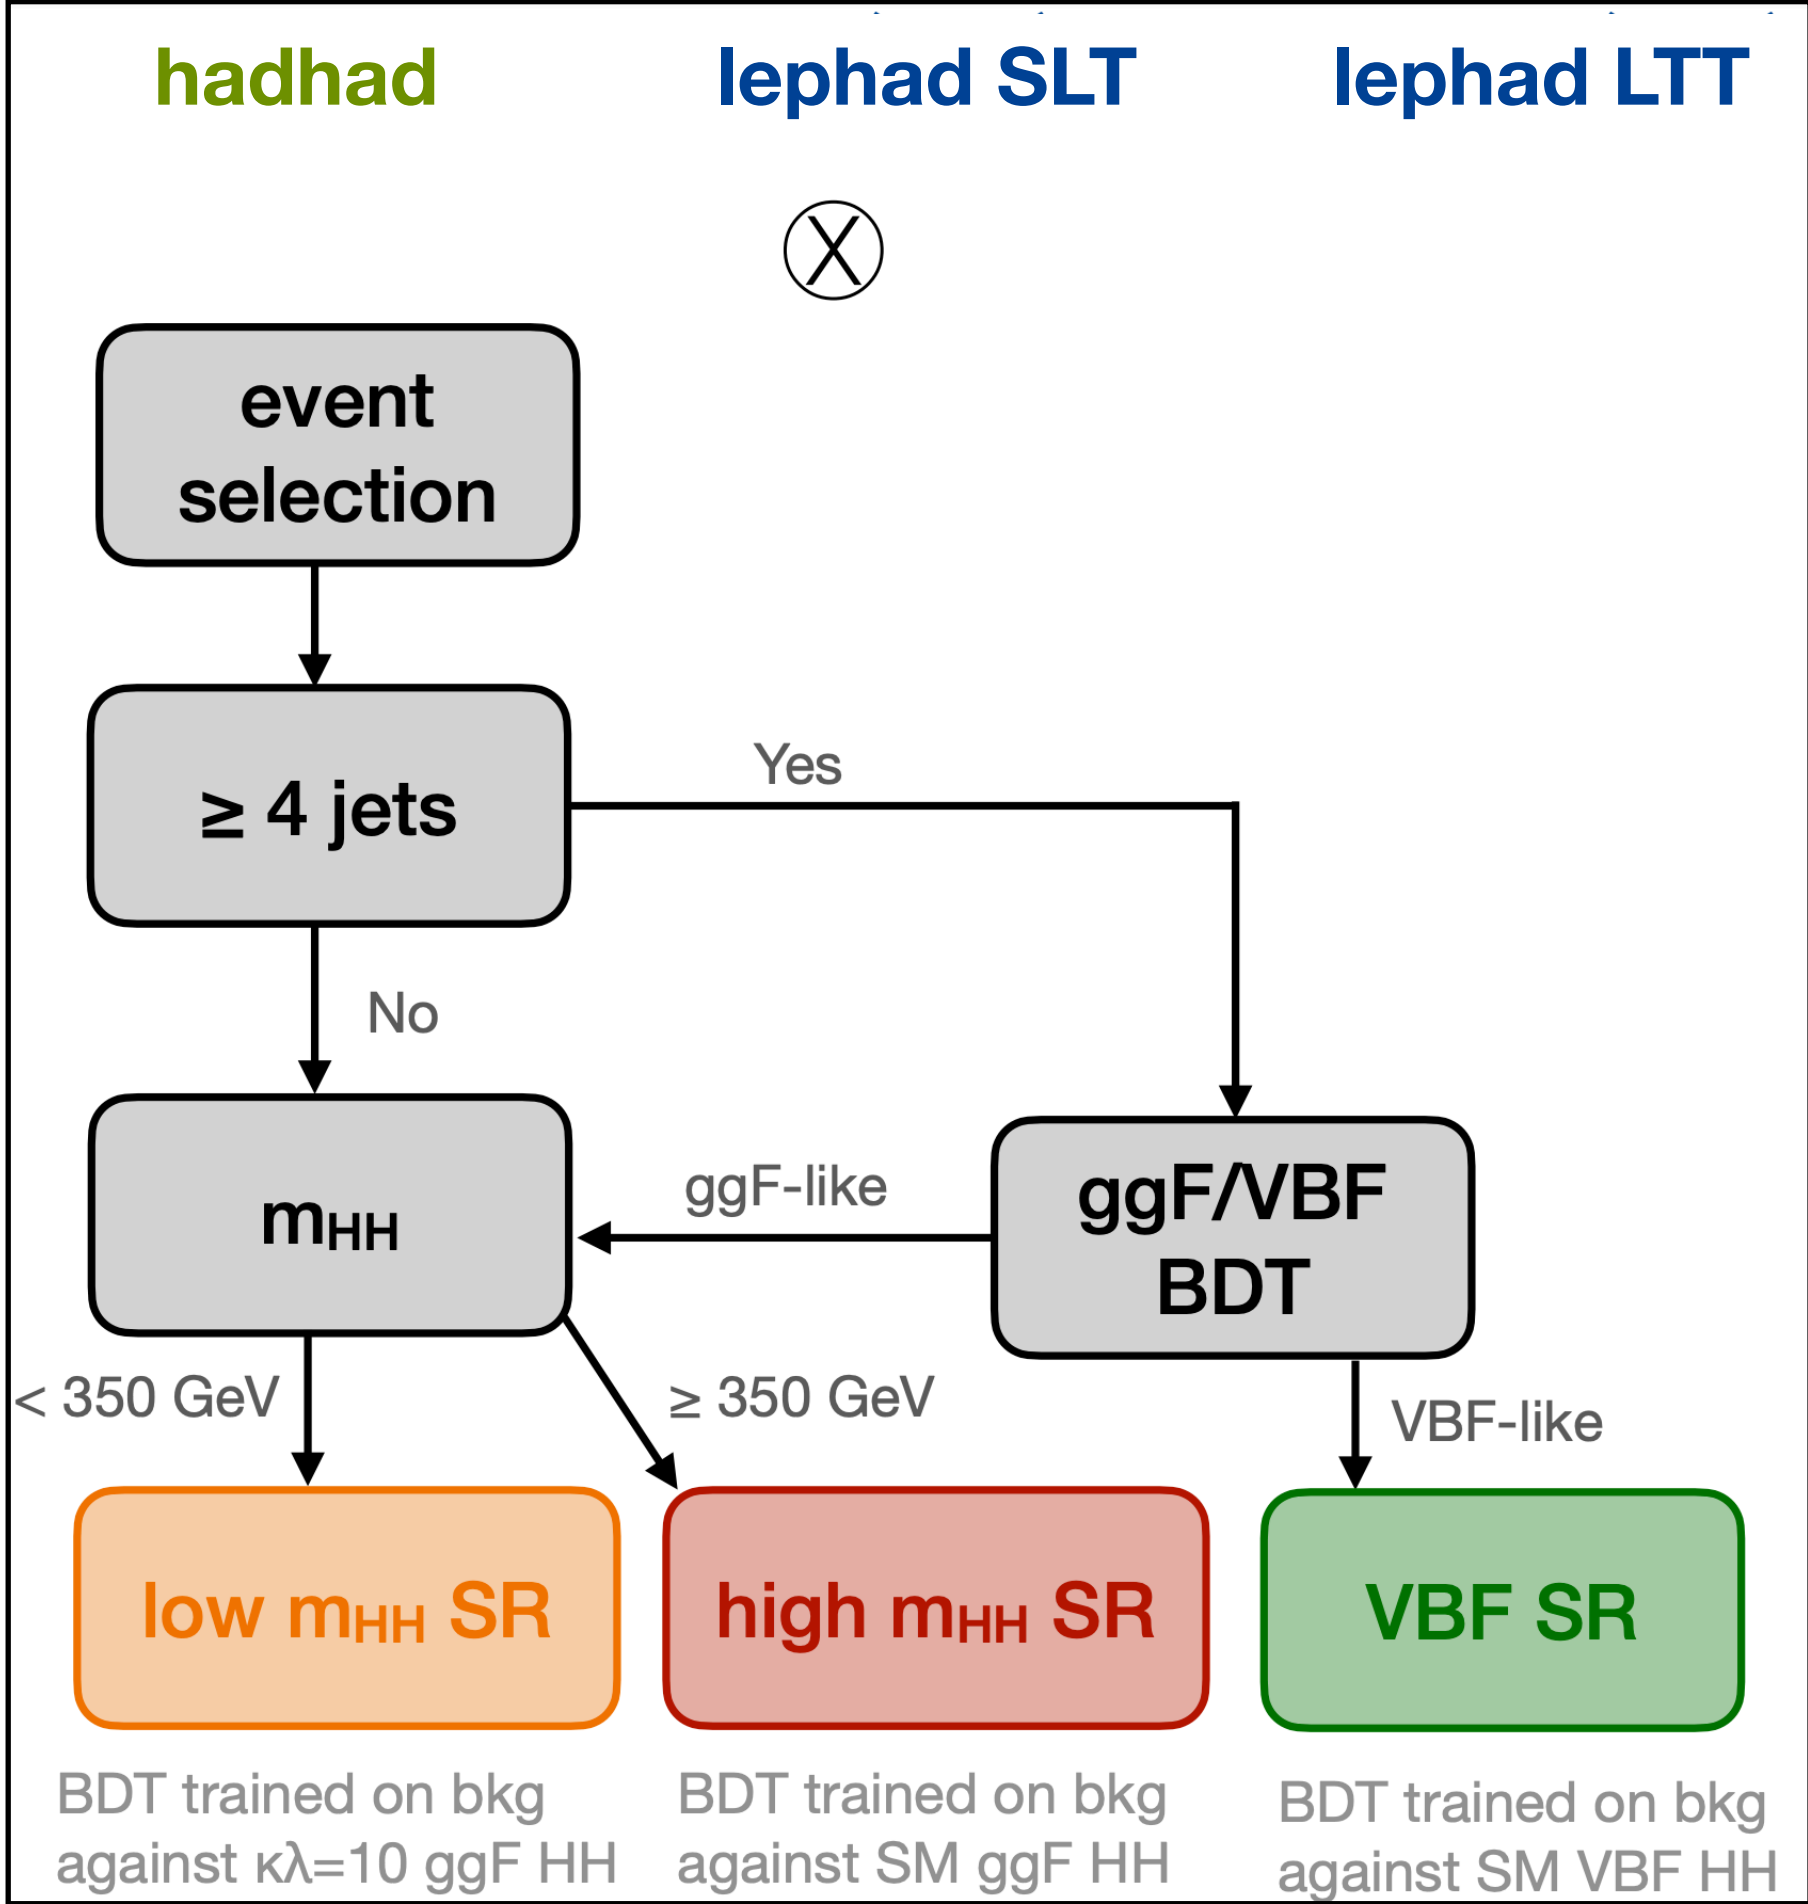 hadhad
lephad SLT
lephad LTT
X
event
selection
≥ 4 jets
Yes
No
mHH
ggF-like
ggF/VBF
BDT
< 350 GeV
≥ 350 GeV
VBF-like
low mHH SR
high mHH SR
VBF SR
BDT trained on bkg
against κλ=10 ggF HH
BDT trained on bkg
against SM ggF HH
BDT trained on bkg
against SM VBF HH